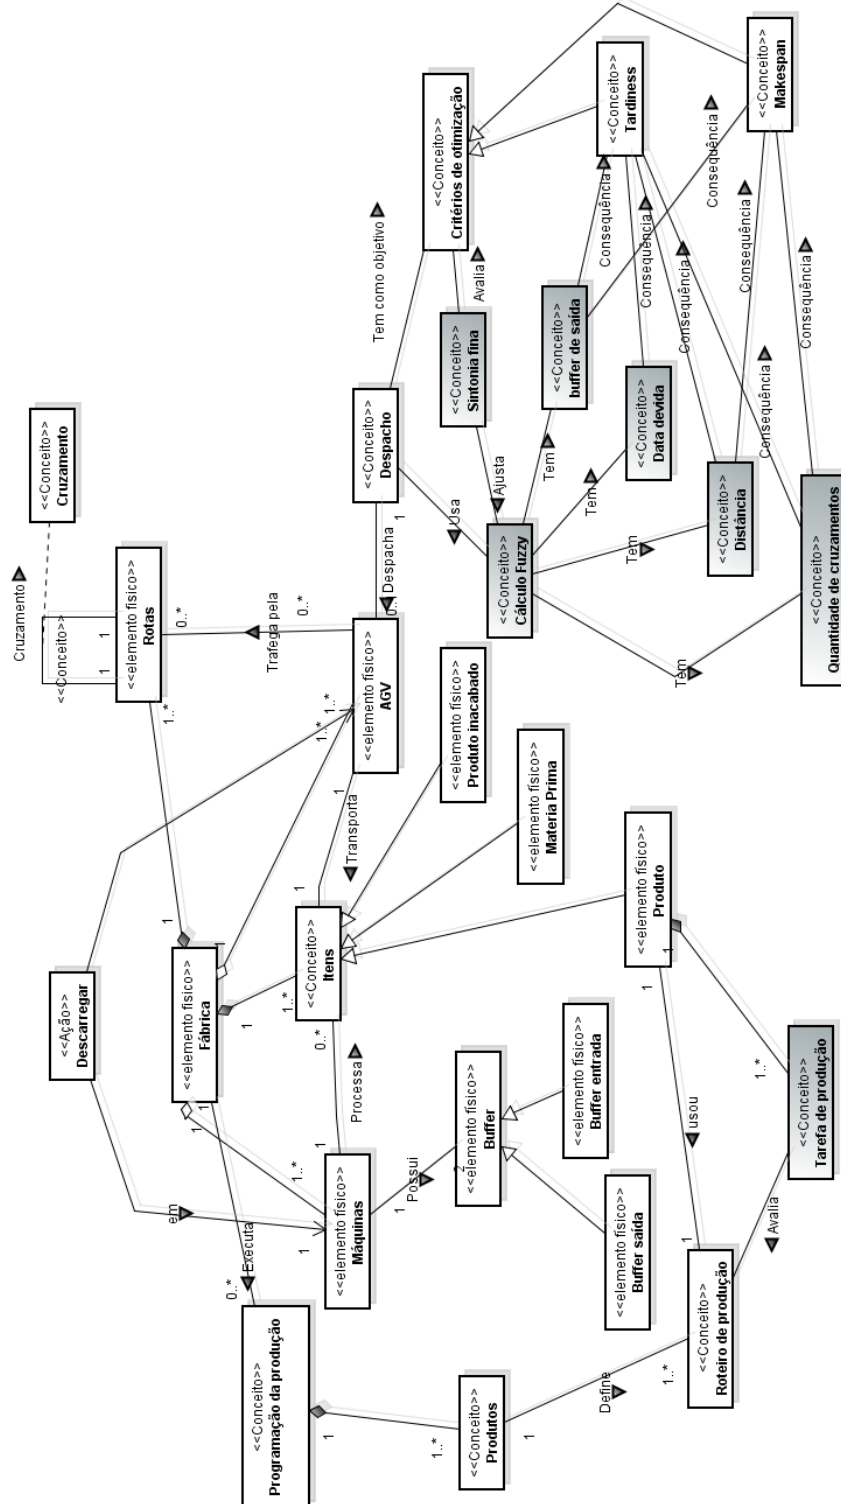 <<Conceito>>
Cruzamento
Cruzamento
<<Conceito>>
1
1
<<elemento físico>>
Rotas
0..*
1..*
Trafega pela
0..*
<<Ação>>
Descarregar
em
1
<<elemento físico>>
Fábrica
1
1
1
1
Executa
0..*
<<Conceito>>
Programação da produção
1
1..*
<<Conceito>>
Produtos
1
Define
1..*
<<elemento físico>>
Máquinas
1..*
1
1
Processa
0..*
1..*
<<Conceito>>
Itens
1
Transporta
1
<<elemento físico>>
AGV
1..*
1..*
Despacha
1
<<Conceito>>
Despacho
Tem como objetivo
<<Conceito>>
Critérios de otimização
Avalia
<<Conceito>>
Sintonia fina
Ajusta
Usa
<<Conceito>>
Cálculo Fuzzy
Tem
Tem
Tem
Tem
<<Conceito>>
buffer de saída
<<Conceito>>
Data devida
<<Conceito>>
Distância
<<Conceito>>
Quantidade de cruzamentos
Consequência
Consequência
Consequência
Consequência
Consequência
Consequência
Consequência
<<Conceito>>
Tardiness
<<Conceito>>
Makespan
<<elemento físico>>
Produto inacabado
<<elemento físico>>
Materia Prima
<<elemento físico>>
Produto
1
1
usou
1
1..*
<<Conceito>>
Tarefa de produção
Avalia
<<Conceito>>
Roteiro de produção
1
Possui
2
<<elemento físico>>
Buffer
<<elemento físico>>
Buffer entrada
<<elemento físico>>
Buffer saída